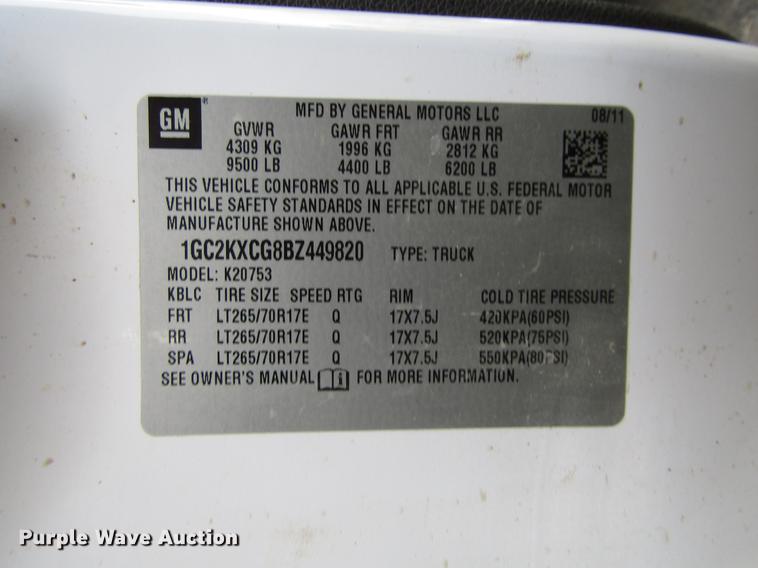 GM
MFD BY GENERAL MOTORS LLC 08/11
GVWR GAWR FRT GAWR RR
4309 KG 1996 KG 2812 KG
9500 LB 4400 LB 6200 LB
THIS VEHICLE CONFORMS TO ALL APPLICABLE U.S. FEDERAL MOTOR
VEHICLE SAFETY STANDARDS IN EFFECT ON THE DATE OF
MANUFACTURE SHOWN ABOVE.
1GC2KXCG8BZ449820 TYPE: TRUCK
MODEL: K20753
KBLC TIRE SIZE SPEED RTG RIM COLD TIRE PRESSURE
FRT LT265/70R17E Q 17X7.5J 420KPA(60PSI)
RR LT265/70R17E Q 17X7.5J 520KPA(75PSI)
SPA LT265/70R17E Q 17X7.5J 550KPA(80PSI)
SEE OWNER'S MANUAL i FOR MORE INFORMATION.
Purple Wave Auction